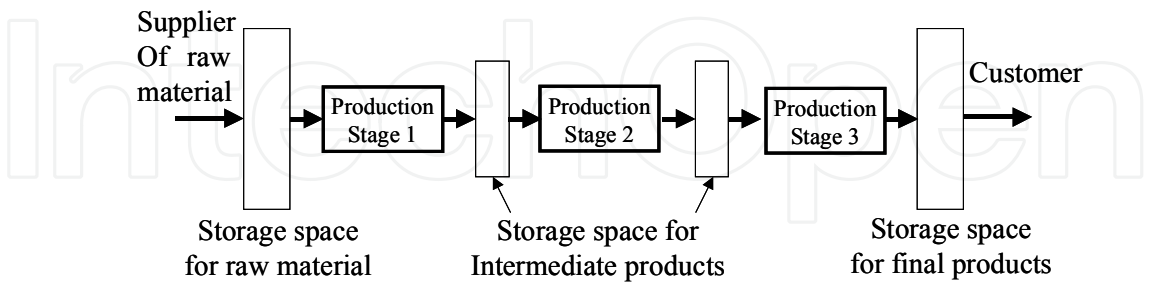 Supplier
Of raw
material
Customer
Production
Stage 1
Production
Stage 2
Production
Stage 3
Storage space
for raw material
Storage space for
Intermediate products
Storage space
for final products
IntechOpen